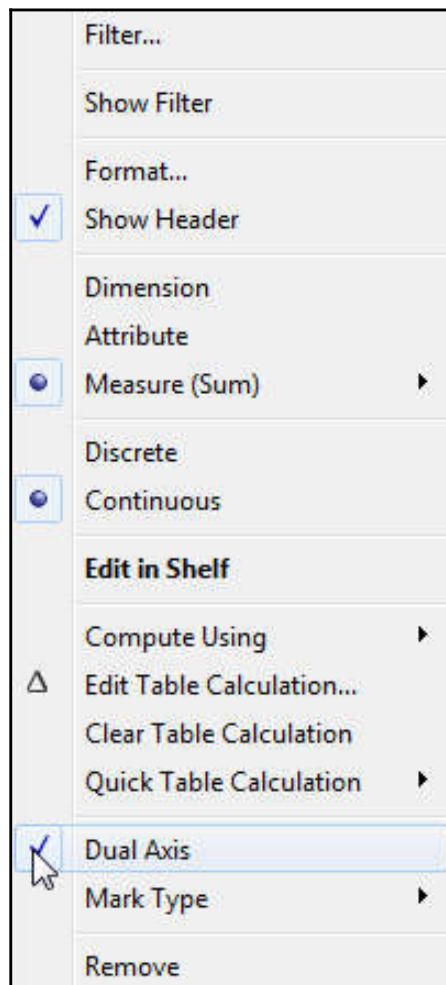 Filter...
Show Filter
Format...
Show Header
Dimension
Attribute
Measure (Sum)
Discrete
Continuous
Edit in Shelf
Compute Using
Edit Table Calculation...
Clear Table Calculation
Quick Table Calculation
Dual Axis
Mark Type
Remove